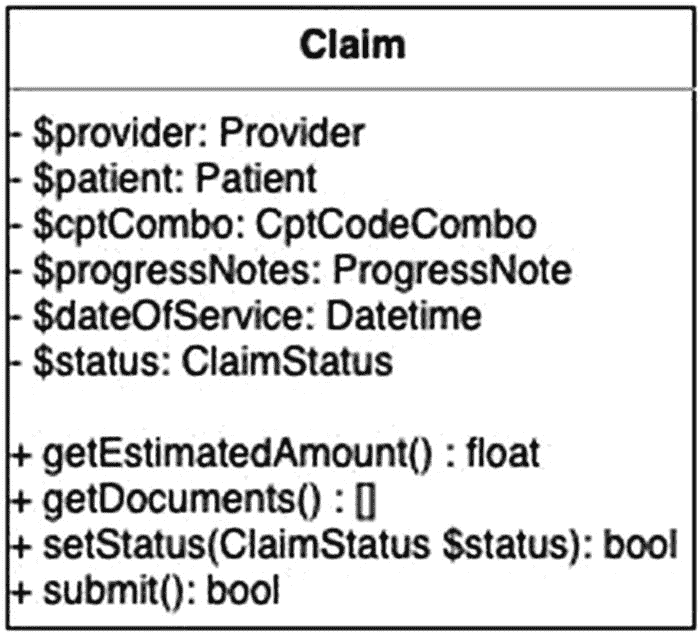 Claim
- $provider: Provider
- $patient: Patient
- $cptCombo: CptCodeCombo
- $progressNotes: ProgressNote
- $dateOfService: Datetime
- $status: ClaimStatus
+ getEstimatedAmount() : float
+ getDocuments() : []
+ setStatus(ClaimStatus $status): bool
+ submit(): bool